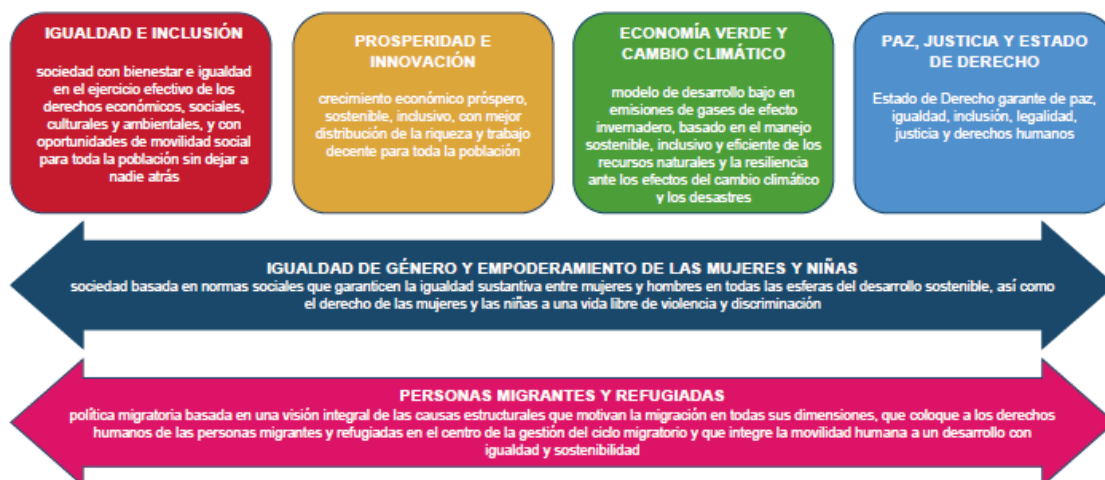 IGUALDAD E INCLUSIÓN
sociedad con bienestar e igualdad
en el ejercicio efectivo de los
derechos económicos, sociales,
culturales y ambientales, y con
oportunidades de movilidad social
para toda la población sin dejar a
nadie atrás
PROSPERIDAD E
INNOVACIÓN
crecimiento económico próspero,
sostenible, inclusivo, con mejor
distribución de la riqueza y trabajo
decente para toda la población
ECONOMÍA VERDE Y
CAMBIO CLIMÁTICO
modelo de desarrollo bajo en
emisiones de gases de efecto
invernadero, basado en el manejo
sostenible, inclusivo y eficiente de los
recursos naturales y la resiliencia
ante los efectos del cambio climático
y los desastres
PAZ, JUSTICIA Y ESTADO
DE DERECHO
Estado de Derecho garante de paz,
igualdad, inclusión, legalidad,
justicia y derechos humanos
IGUALDAD DE GÉNERO Y EMPODERAMIENTO DE LAS MUJERES Y NIÑAS
sociedad basada en normas sociales que garanticen la igualdad sustantiva entre mujeres y hombres en todas las esferas del desarrollo sostenible, así como
el derecho de las mujeres y las niñas a una vida libre de violencia y discriminación
PERSONAS MIGRANTES Y REFUGIADAS
política migratoria basada en una visión integral de las causas estructurales que motivan la migración en todas sus dimensiones, que coloque a los derechos
humanos de las personas migrantes y refugiadas en el centro de la gestión del ciclo migratorio y que integre la movilidad humana a un desarrollo con
igualdad y sostenibilidad